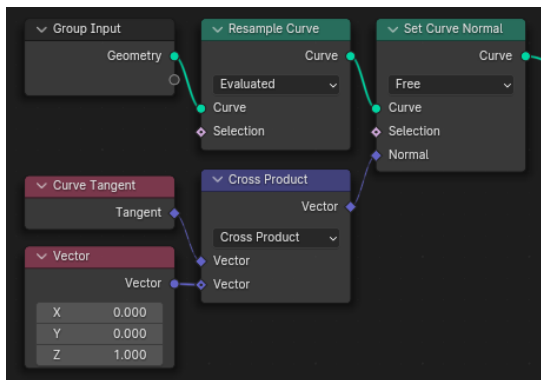 Group Input
Geometry
Resample Curve
Curve
Evaluated
Curve
Selection
Set Curve Normal
Curve
Free
Curve
Selection
Normal
Curve Tangent
Tangent
Cross Product
Vector
Cross Product
Vector
Vector
Vector
Vector
X 0.000
Y 0.000
Z 1.000